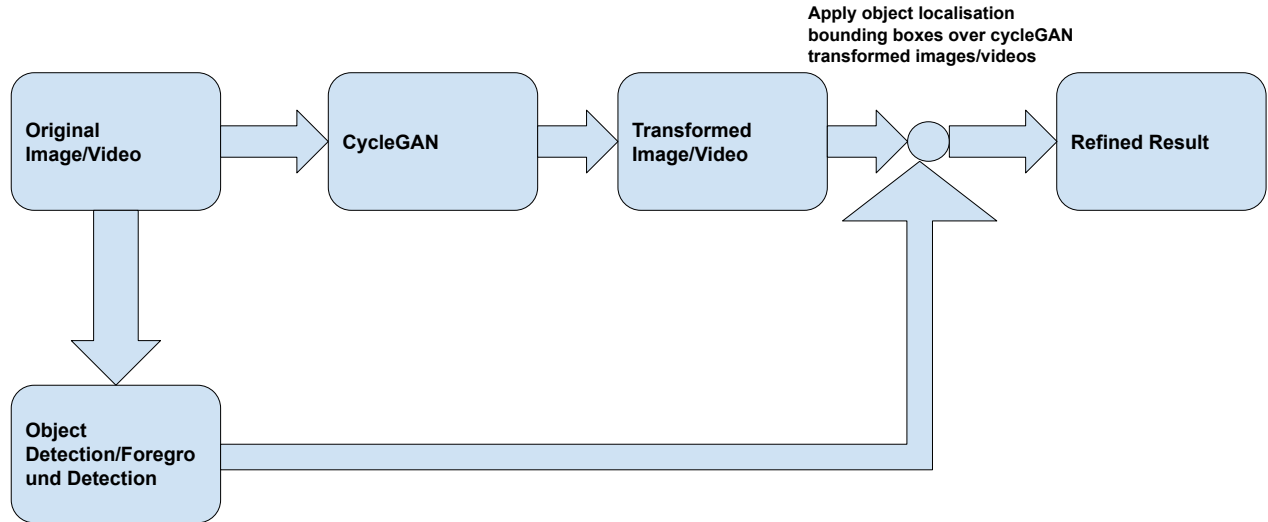 Apply object localisation
bounding boxes over cycleGAN
transformed images/videos
Original
Image/Video
CycleGAN
Transformed
Image/Video
Refined Result
Object
Detection/Foregro
und Detection